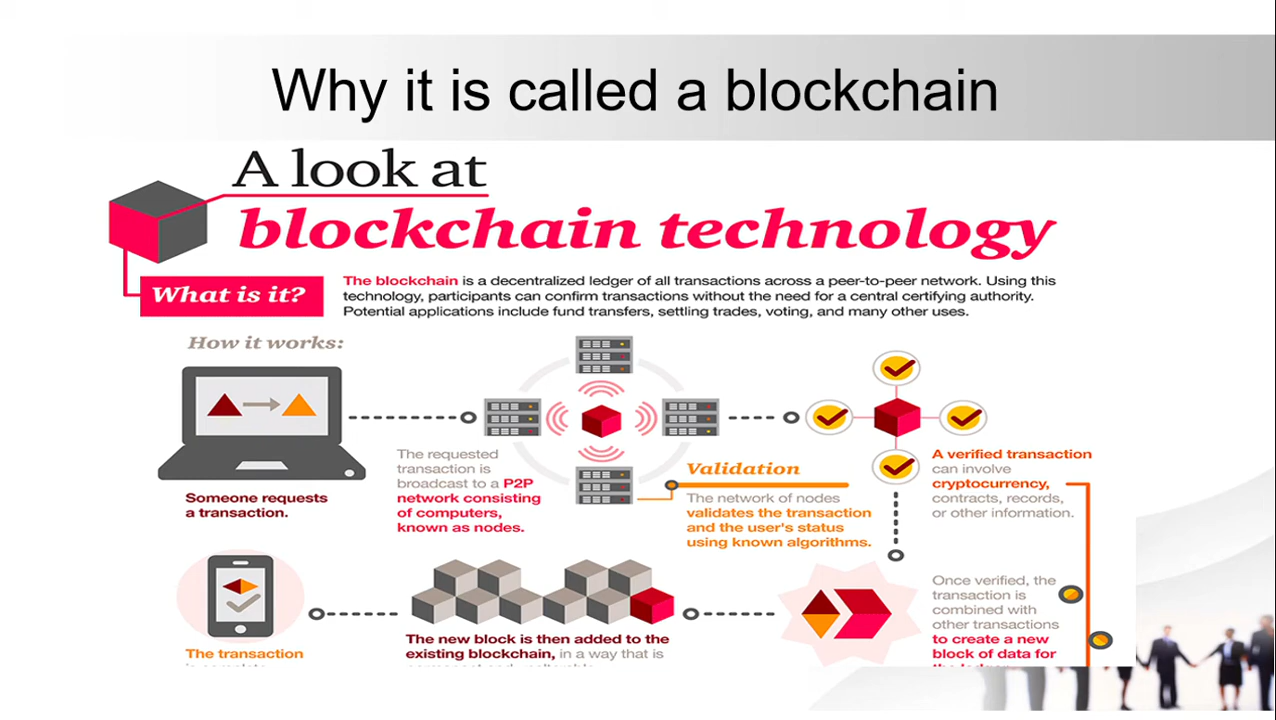 Why it is called a blockchain
A look at
blockchain technology
What is it?
The blockchain is a decentralized ledger of all transactions across a peer-to-peer network. Using this
technology, participants can confirm transactions without the need for a central certifying authority.
Potential applications include fund transfers, settling trades, voting, and many other uses.
How it works:
Someone requests
a transaction.
The requested
transaction is
broadcast to a P2P
network consisting
of computers,
known as nodes.
Validation
The network of nodes
validates the transaction
and the user's status
using known algorithms.
A verified transaction
can involve
cryptocurrency,
contracts, records,
or other information.
Once verified, the
transaction is
combined with
other transactions
to create a new
block of data for
The new block is then added to the
existing blockchain, in a way that is
The transaction